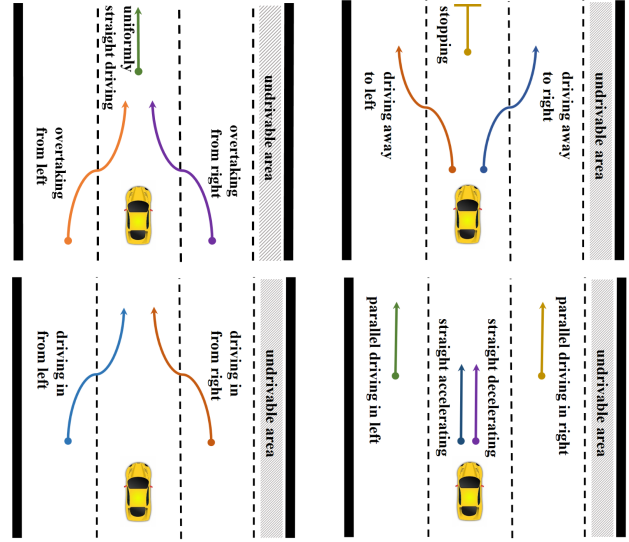 uniformly
straight driving
overtaking
from left
overtaking
from right
undrivable area
stopping
driving away
to left
driving away
to right
undrivable area
driving in
from left
driving in
from right
undrivable area
parallel driving in left
straight accelerating
straight decelerating
parallel driving in right
undrivable area